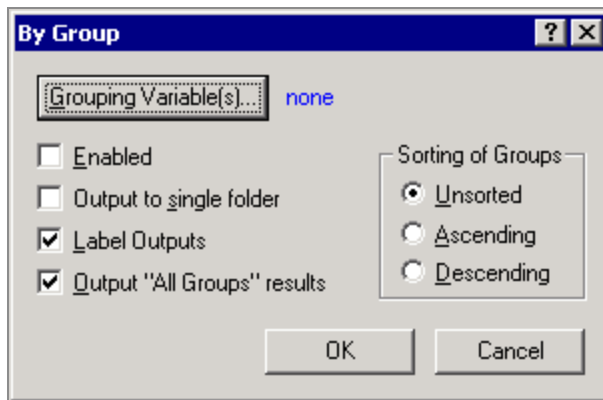 By Group
Grouping Variable(s)... none
Enabled
Output to single folder
Label Outputs
Output "All Groups" results
Sorting of Groups
Unsorted
Ascending
Descending
OK Cancel